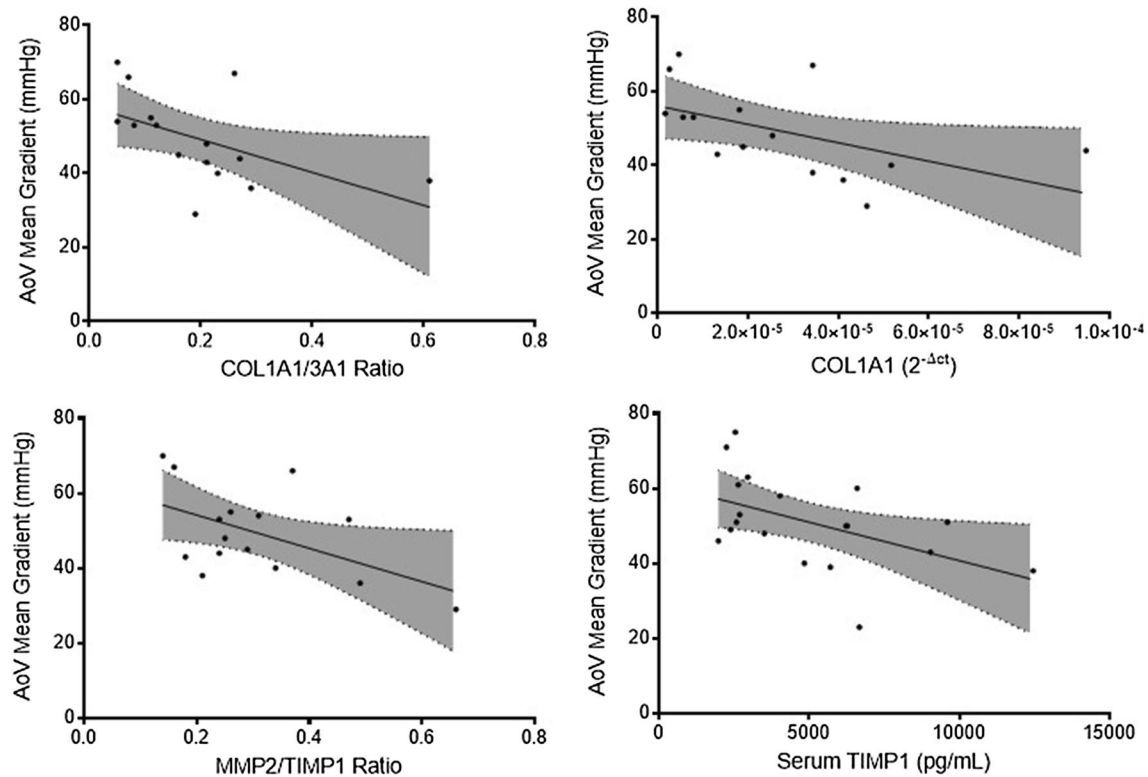 AoV Mean Gradient (mmHg)
80
60
40
20
0
0.0 0.2 0.4 0.6 0.8
COL1A1/3A1 Ratio
AoV Mean Gradient (mmHg)
80
60
40
20
0
0 2.0×10⁻⁵ 4.0×10⁻⁵ 6.0×10⁻⁵ 8.0×10⁻⁵ 1.0×10⁻⁴
COL1A1 (2^-Δct)
AoV Mean Gradient (mmHg)
80
60
40
20
0
0.0 0.2 0.4 0.6 0.8
MMP2/TIMP1 Ratio
AoV Mean Gradient (mmHg)
80
60
40
20
0
0 5000 10000 15000
Serum TIMP1 (pg/mL)